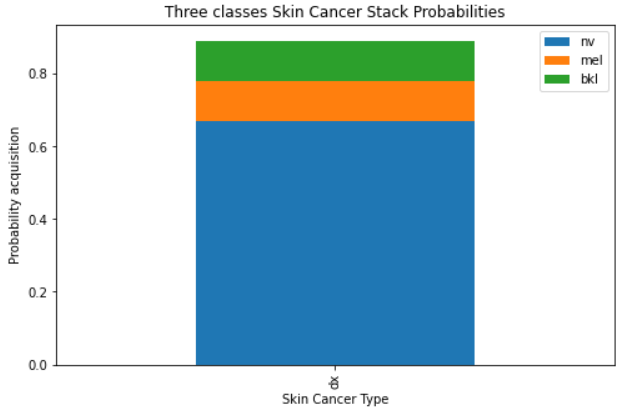 Three classes Skin Cancer Stack Probabilities
nv
mel
bkl
0.8
0.6
0.4
0.2
0.0
Probability acquisition
dx
Skin Cancer Type